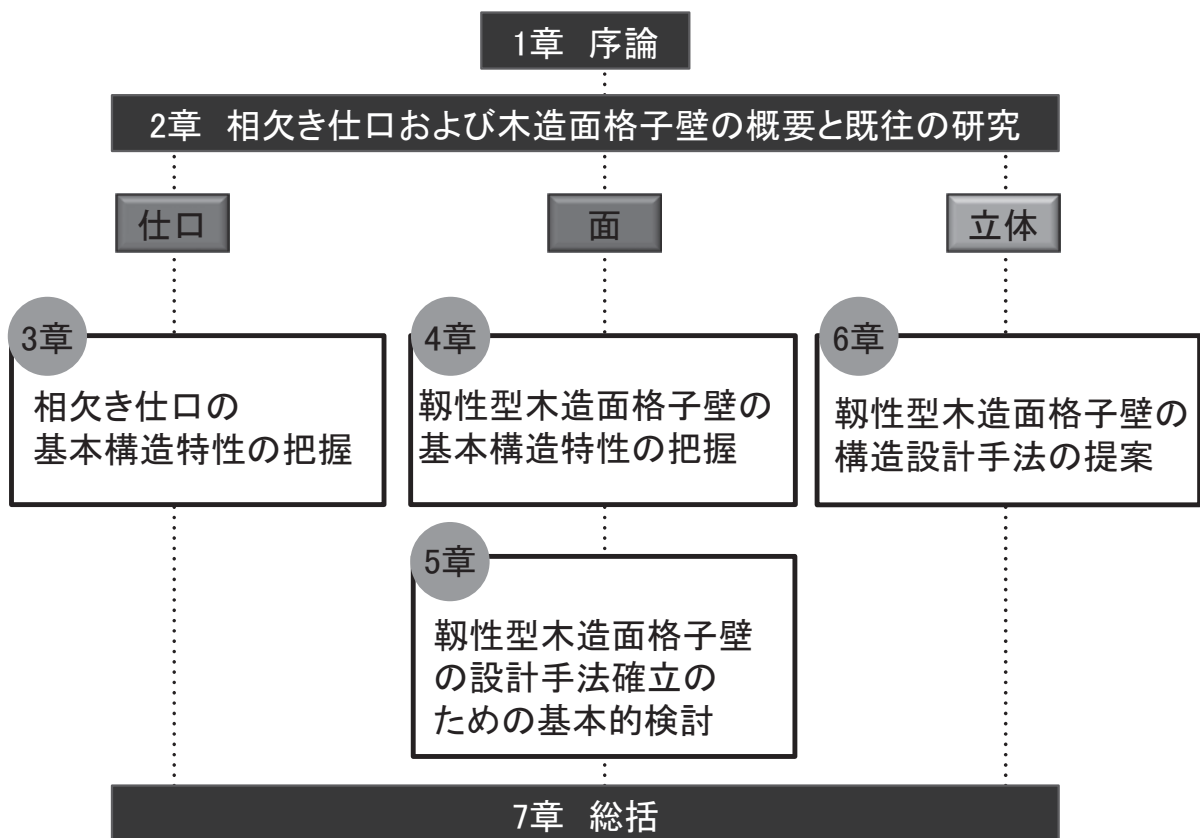 1章 序論
2章 相欠き仕口および木造面格子壁の概要と既往の研究
仕口
面
立体
3章
相欠き仕口の
基本構造特性の把握
4章
靱性型木造面格子壁の
基本構造特性の把握
6章
靱性型木造面格子壁の
構造設計手法の提案
5章
靱性型木造面格子壁
の設計手法確立の
ための基本的検討
7章 総括